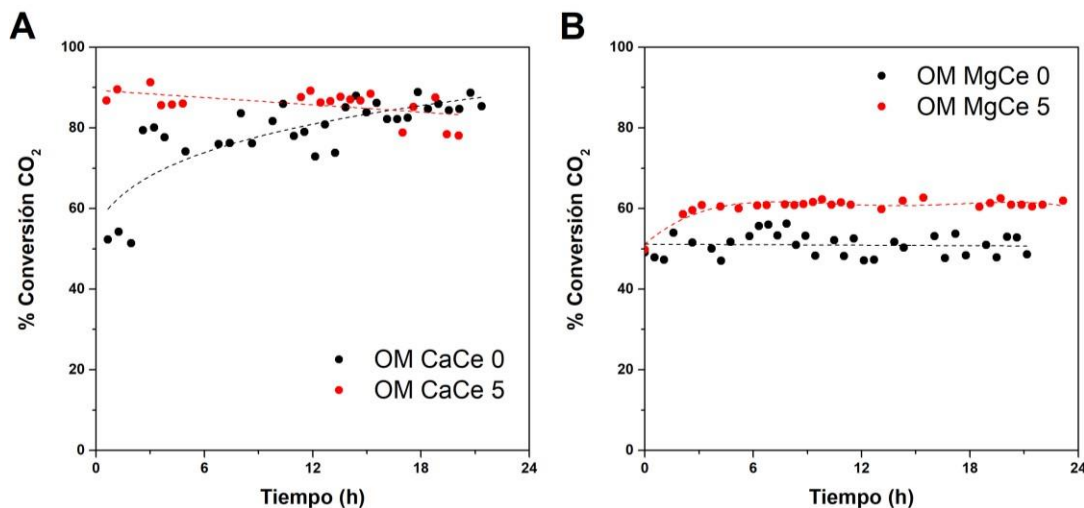 A
100
80
60
40
20
0
% Conversión CO₂
OM CaCe 0
OM CaCe 5
0
6
12
18
24
Tiempo (h)
B
100
80
60
40
20
0
% Conversión CO₂
OM MgCe 0
OM MgCe 5
0
6
12
18
24
Tiempo (h)